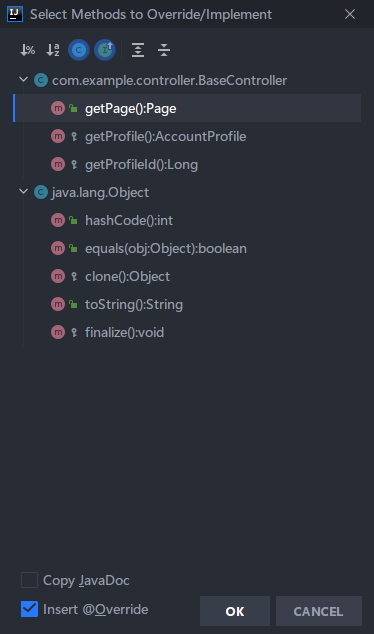 Select Methods to Override/Implement
com.example.controller.BaseController
getPage():Page
getProfile():AccountProfile
getProfileId():Long
java.lang.Object
hashCode():int
equals(obj:Object):boolean
clone():Object
toString():String
finalize():void
Copy JavaDoc
Insert @Override
OK
CANCEL